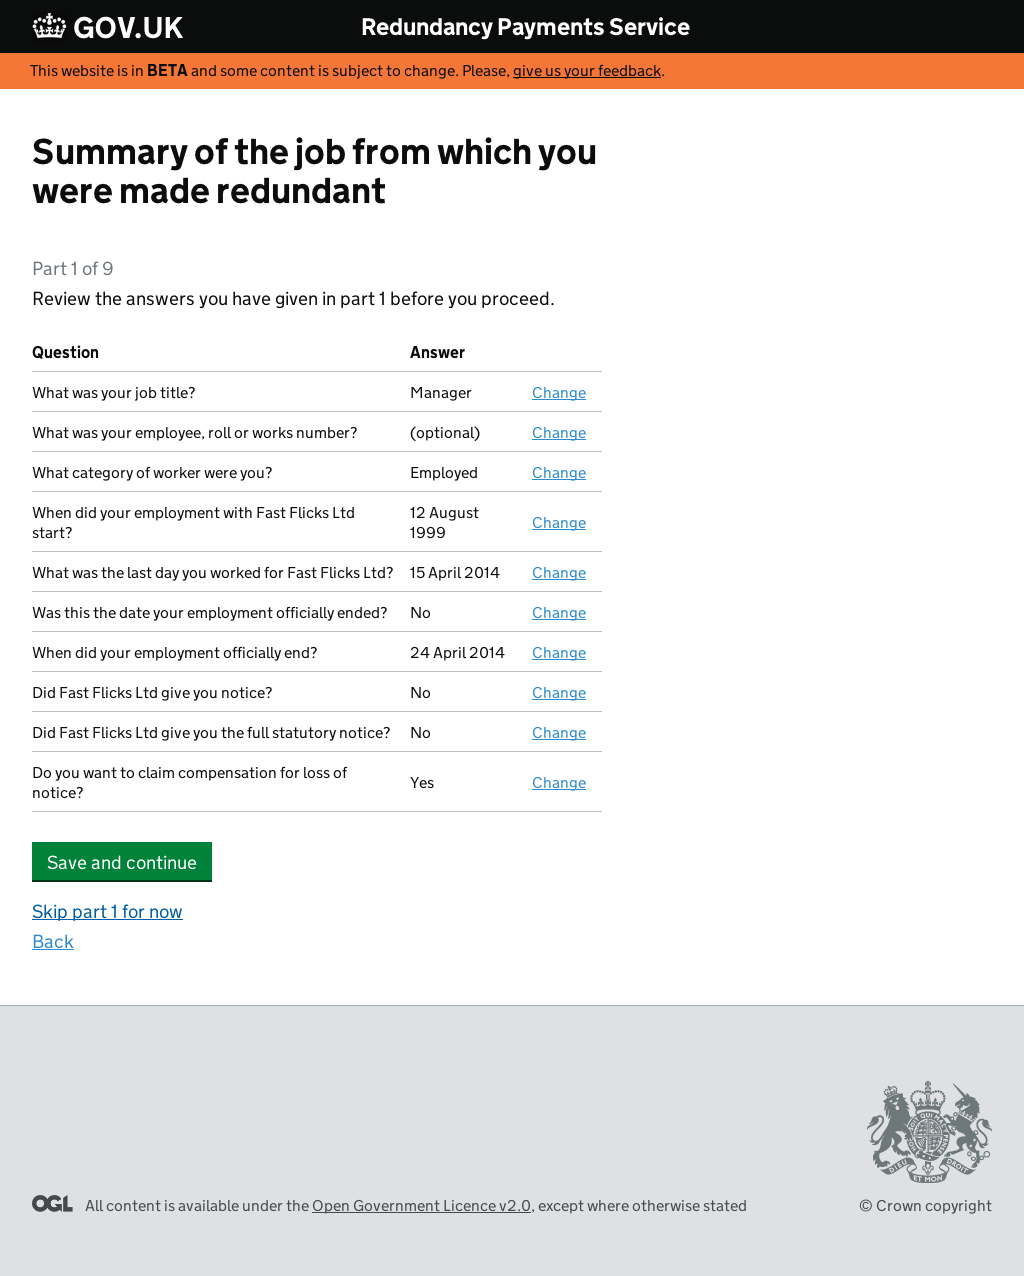 GOV.UK Redundancy Payments Service
This website is in BETA and some content is subject to change. Please, give us your feedback.
Summary of the job from which you
were made redundant
Part 1 of 9
Review the answers you have given in part 1 before you proceed.
Question Answer
What was your job title? Manager Change
What was your employee, roll or works number? (optional) Change
What category of worker were you? Employed Change
When did your employment with Fast Flicks Ltd
start? 12 August
1999 Change
What was the last day you worked for Fast Flicks Ltd? 15 April 2014 Change
Was this the date your employment officially ended? No Change
When did your employment officially end? 24 April 2014 Change
Did Fast Flicks Ltd give you notice? No Change
Did Fast Flicks Ltd give you the full statutory notice? No Change
Do you want to claim compensation for loss of
notice? Yes Change
Save and continue
Skip part 1 for now
Back
DIEU ET MON DROIT
OGL All content is available under the Open Government Licence v2.0, except where otherwise stated
© Crown copyright